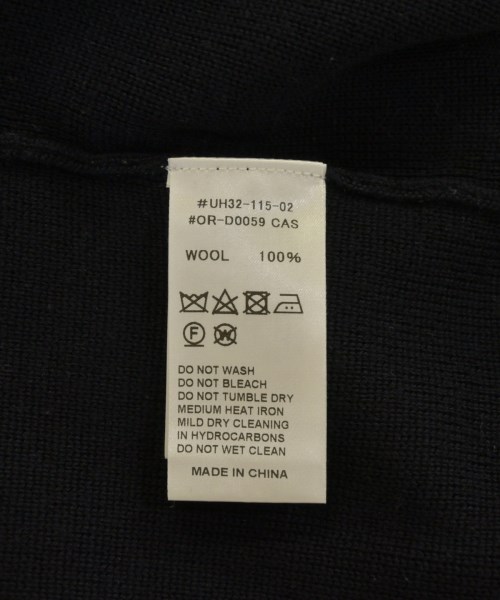 #UH32-115-02
#OR-D0059 CAS
WOOL 100%
F W
DO NOT WASH
DO NOT BLEACH
DO NOT TUMBLE DRY
MEDIUM HEAT IRON
MILD DRY CLEANING
IN HYDROCARBONS
DO NOT WET CLEAN
MADE IN CHINA